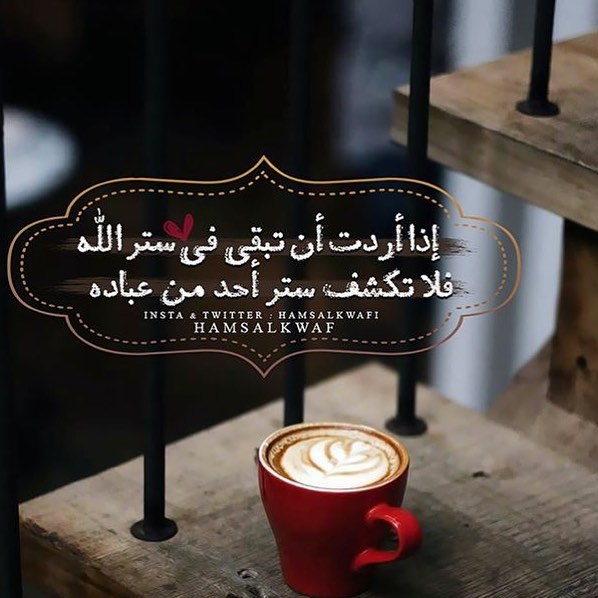 إذا أردت أن تبقى في ستر الله
فلا تكشف ستر أحد من عباده
INSTA & TWITTER : HAMSALKWAFI
HAMSALKWAF